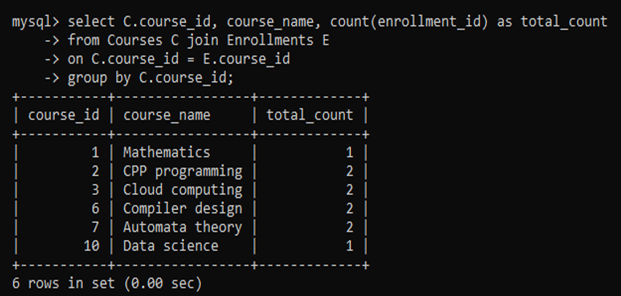 mysql> select C.course_id, course_name, count(enrollment_id) as total_count
    -> from Courses C join Enrollments E
    -> on C.course_id = E.course_id
    -> group by C.course_id;
+-----------+-----------------+-------------+
| course_id | course_name     | total_count |
+-----------+-----------------+-------------+
|         1 | Mathematics     |           1 |
|         2 | CPP programming |           2 |
|         3 | Cloud computing |           2 |
|         6 | Compiler design |           2 |
|         7 | Automata theory |           2 |
|        10 | Data science    |           1 |
+-----------+-----------------+-------------+
6 rows in set (0.00 sec)